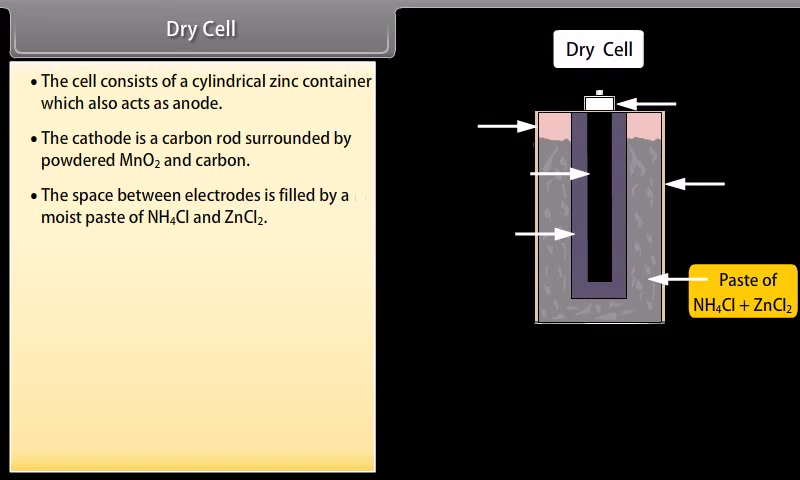 Dry Cell
• The cell consists of a cylindrical zinc container
which also acts as anode.
• The cathode is a carbon rod surrounded by
powdered MnO₂ and carbon.
• The space between electrodes is filled by a
moist paste of NH₄Cl and ZnCl₂.
Dry Cell
Paste of
NH₄Cl + ZnCl₂